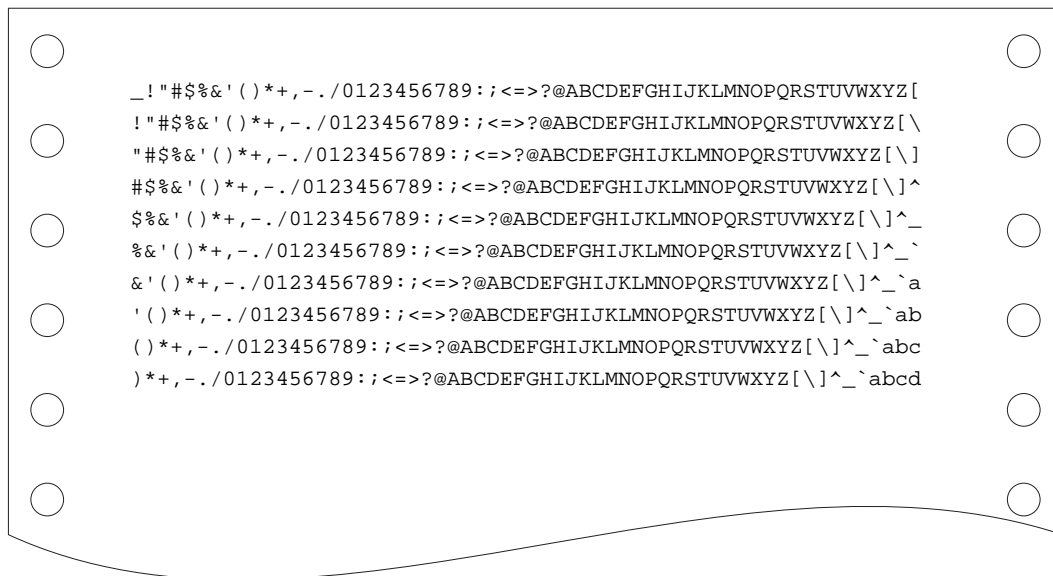 _!"#$%&'()*+,-./0123456789:;<=>?@ABCDEFGHIJKLMNOPQRSTUVWXYZ[
!"#$%&'()*+,-./0123456789:;<=>?@ABCDEFGHIJKLMNOPQRSTUVWXYZ[\
"#$%&'()*+,-./0123456789:;<=>?@ABCDEFGHIJKLMNOPQRSTUVWXYZ[\]
#$%&'()*+,-./0123456789:;<=>?@ABCDEFGHIJKLMNOPQRSTUVWXYZ[\]^
$%&'()*+,-./0123456789:;<=>?@ABCDEFGHIJKLMNOPQRSTUVWXYZ[\]^_
%&'()*+,-./0123456789:;<=>?@ABCDEFGHIJKLMNOPQRSTUVWXYZ[\]^_`
&'()*+,-./0123456789:;<=>?@ABCDEFGHIJKLMNOPQRSTUVWXYZ[\]^_`a
'()*+,-./0123456789:;<=>?@ABCDEFGHIJKLMNOPQRSTUVWXYZ[\]^_`ab
()*+,-./0123456789:;<=>?@ABCDEFGHIJKLMNOPQRSTUVWXYZ[\]^_`abc
)*+,-./0123456789:;<=>?@ABCDEFGHIJKLMNOPQRSTUVWXYZ[\]^_`abcd